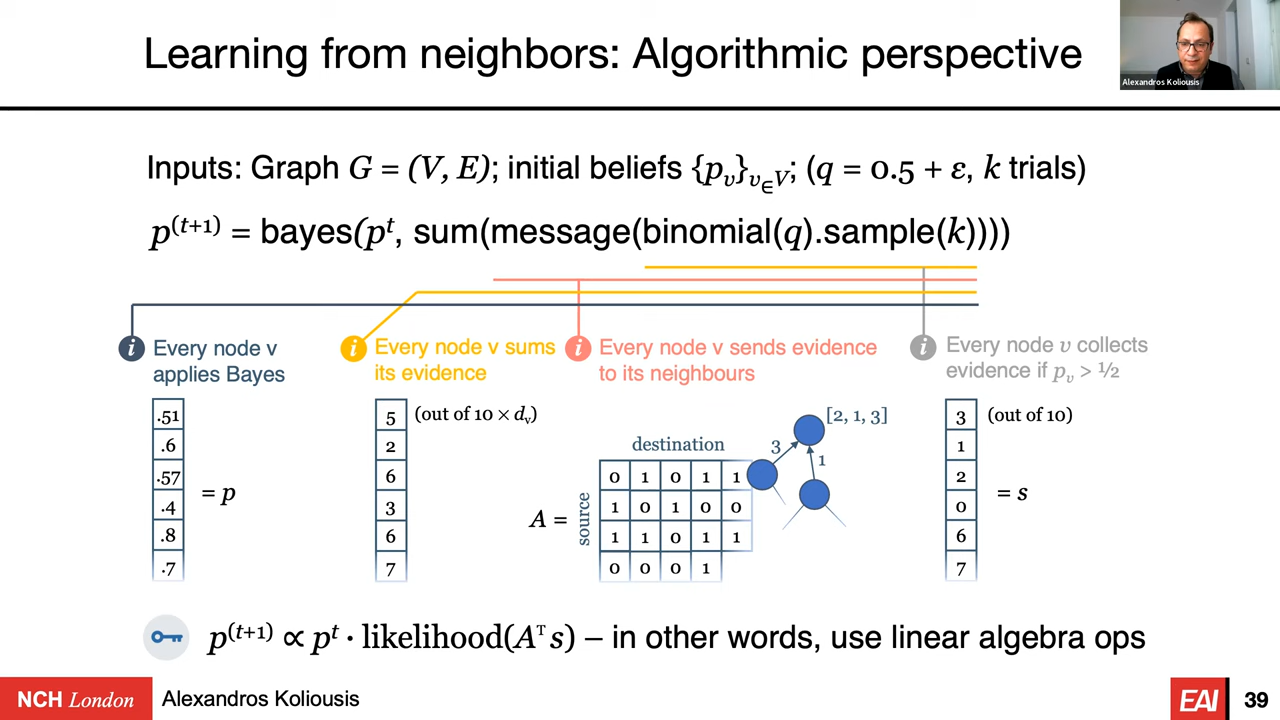 Learning from neighbors: Algorithmic perspective
Alexandros Koliousis
Inputs: Graph G = (V, E); initial beliefs {pᵥ}ᵥ∈V; (q = 0.5 + ε, k trials)
p^(t+1) = bayes(p^t, sum(message(binomial(q).sample(k))))
i Every node v
applies Bayes
i Every node v sums
its evidence
i Every node v sends evidence
to its neighbours
i Every node v collects
evidence if pᵥ > ½
.51
.6
.57
.4
.8
.7
= p
5
2
6
3
6
7
(out of 10 × dᵥ)
destination
source
A =
0 1 0 1 1
1 0 1 0 0
1 1 0 1 1
0 0 0 1
3
1
[2, 1, 3]
3
1
2
0
6
7
(out of 10)
= s
p^(t+1) ∝ p^t · likelihood(Aᵀ s) – in other words, use linear algebra ops
NCH London
Alexandros Koliousis
EAI
39